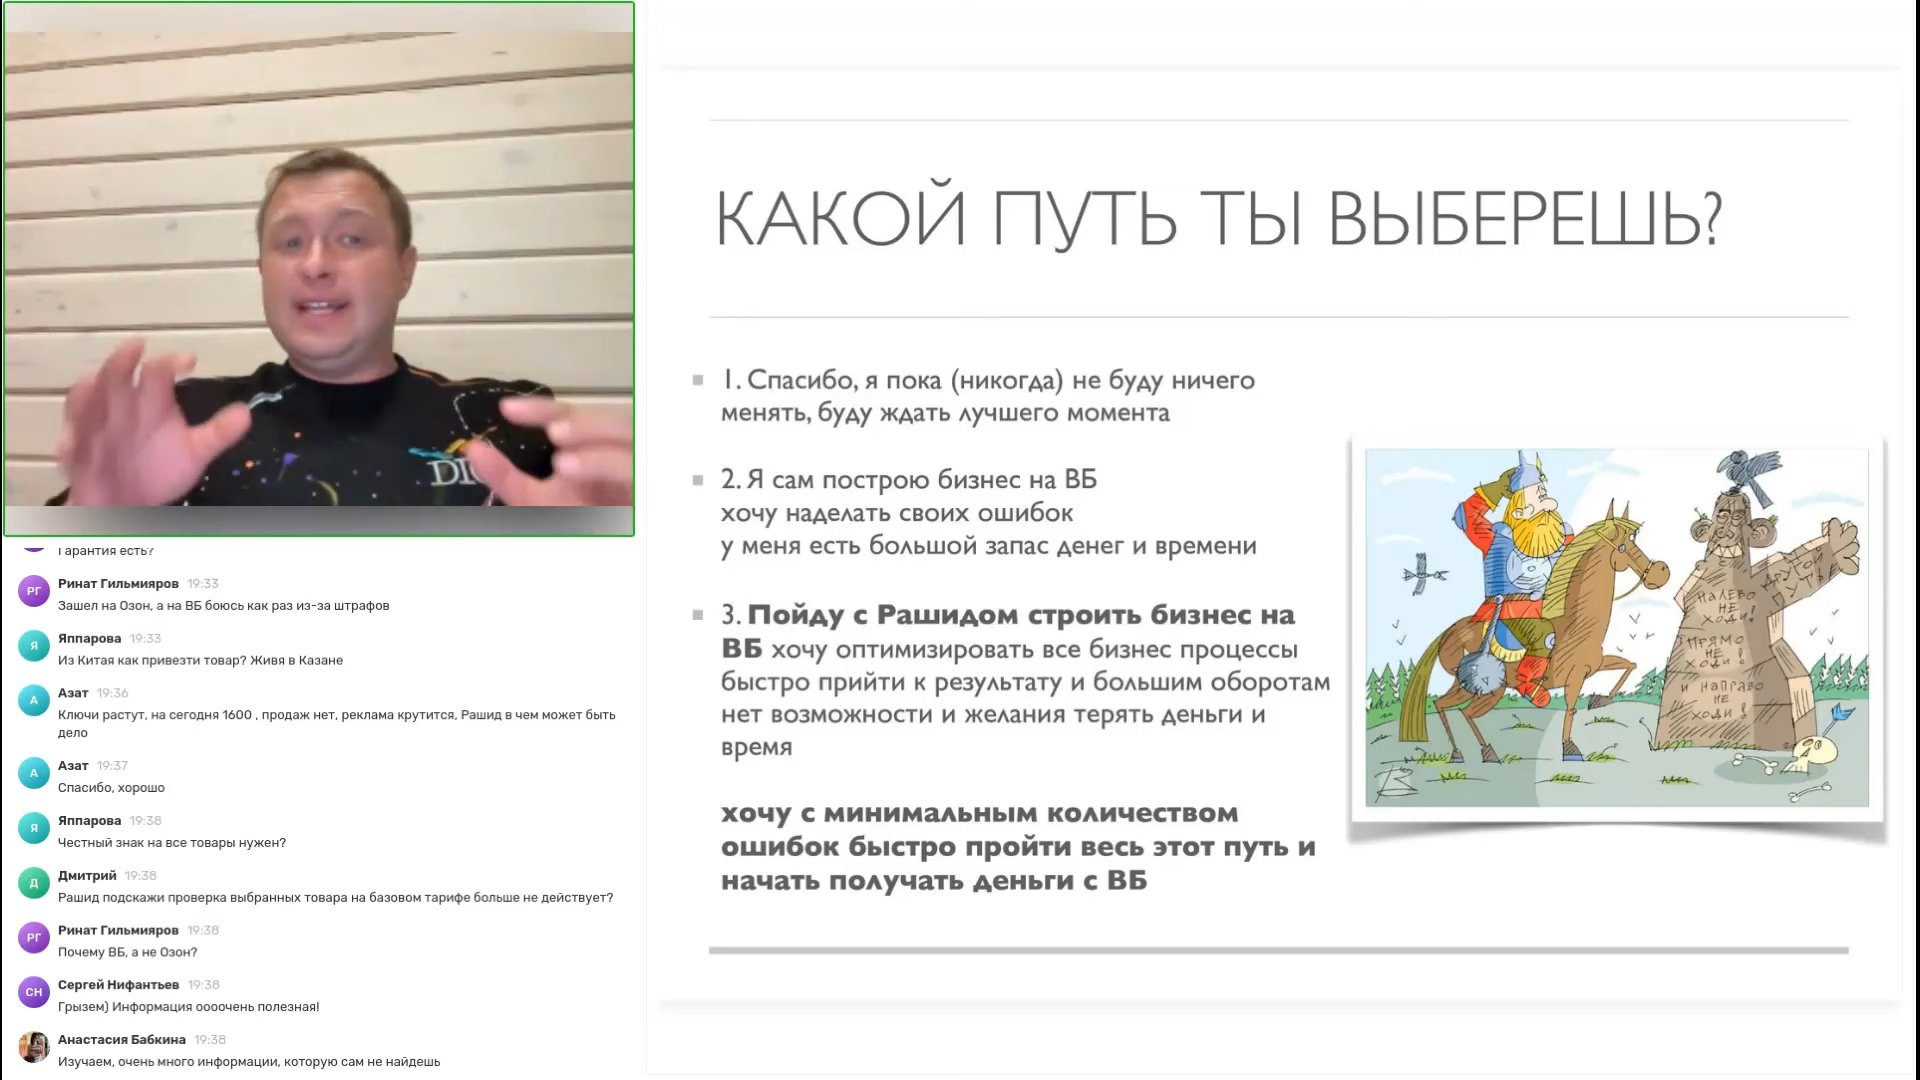 DIO
Гарантия есть?
РГ
Ринат Гильмияров 19:33
Зашел на Озон, а на ВБ боюсь как раз из-за штрафов
Я
Яппарова 19:33
Из Китая как привезти товар? Живя в Казане
А
Азат 19:36
Ключи растут, на сегодня 1600 , продаж нет, реклама крутится, Рашид в чем может быть
дело
А
Азат 19:37
Спасибо, хорошо
Я
Яппарова 19:38
Честный знак на все товары нужен?
Д
Дмитрий 19:38
Рашид подскажи проверка выбранных товара на базовом тарифе больше не действует?
РГ
Ринат Гильмияров 19:38
Почему ВБ, а не Озон?
СН
Сергей Нифантьев 19:38
Грызем) Информация оооочень полезная!
Анастасия Бабкина 19:38
Изучаем, очень много информации, которую сам не найдешь
КАКОЙ ПУТЬ ТЫ ВЫБЕРЕШЬ?
1. Спасибо, я пока (никогда) не буду ничего
менять, буду ждать лучшего момента
2. Я сам построю бизнес на ВБ
хочу наделать своих ошибок
у меня есть большой запас денег и времени
3. Пойду с Рашидом строить бизнес на
ВБ хочу оптимизировать все бизнес процессы
быстро прийти к результату и большим оборотам
нет возможности и желания терять деньги и
время
хочу с минимальным количеством
ошибок быстро пройти весь этот путь и
начать получать деньги с ВБ
ДРУГОЙ
НАЛЕВО
НЕ
ХОДИ!
ПРЯМО
НЕ
ХОДИ!
И НАПРАВО
НЕ
ХОДИ!